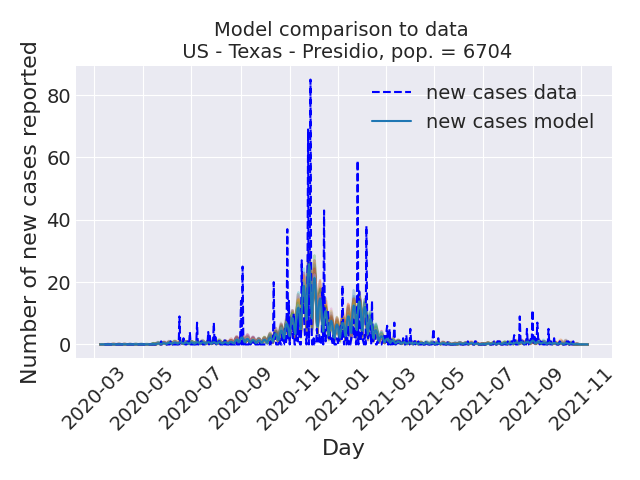 Model comparison to data
US - Texas - Presidio, pop. = 6704
new cases data
new cases model
Number of new cases reported
80
60
40
20
0
2020-03
2020-05
2020-07
2020-09
2020-11
2021-01
2021-03
2021-05
2021-07
2021-09
2021-11
Day